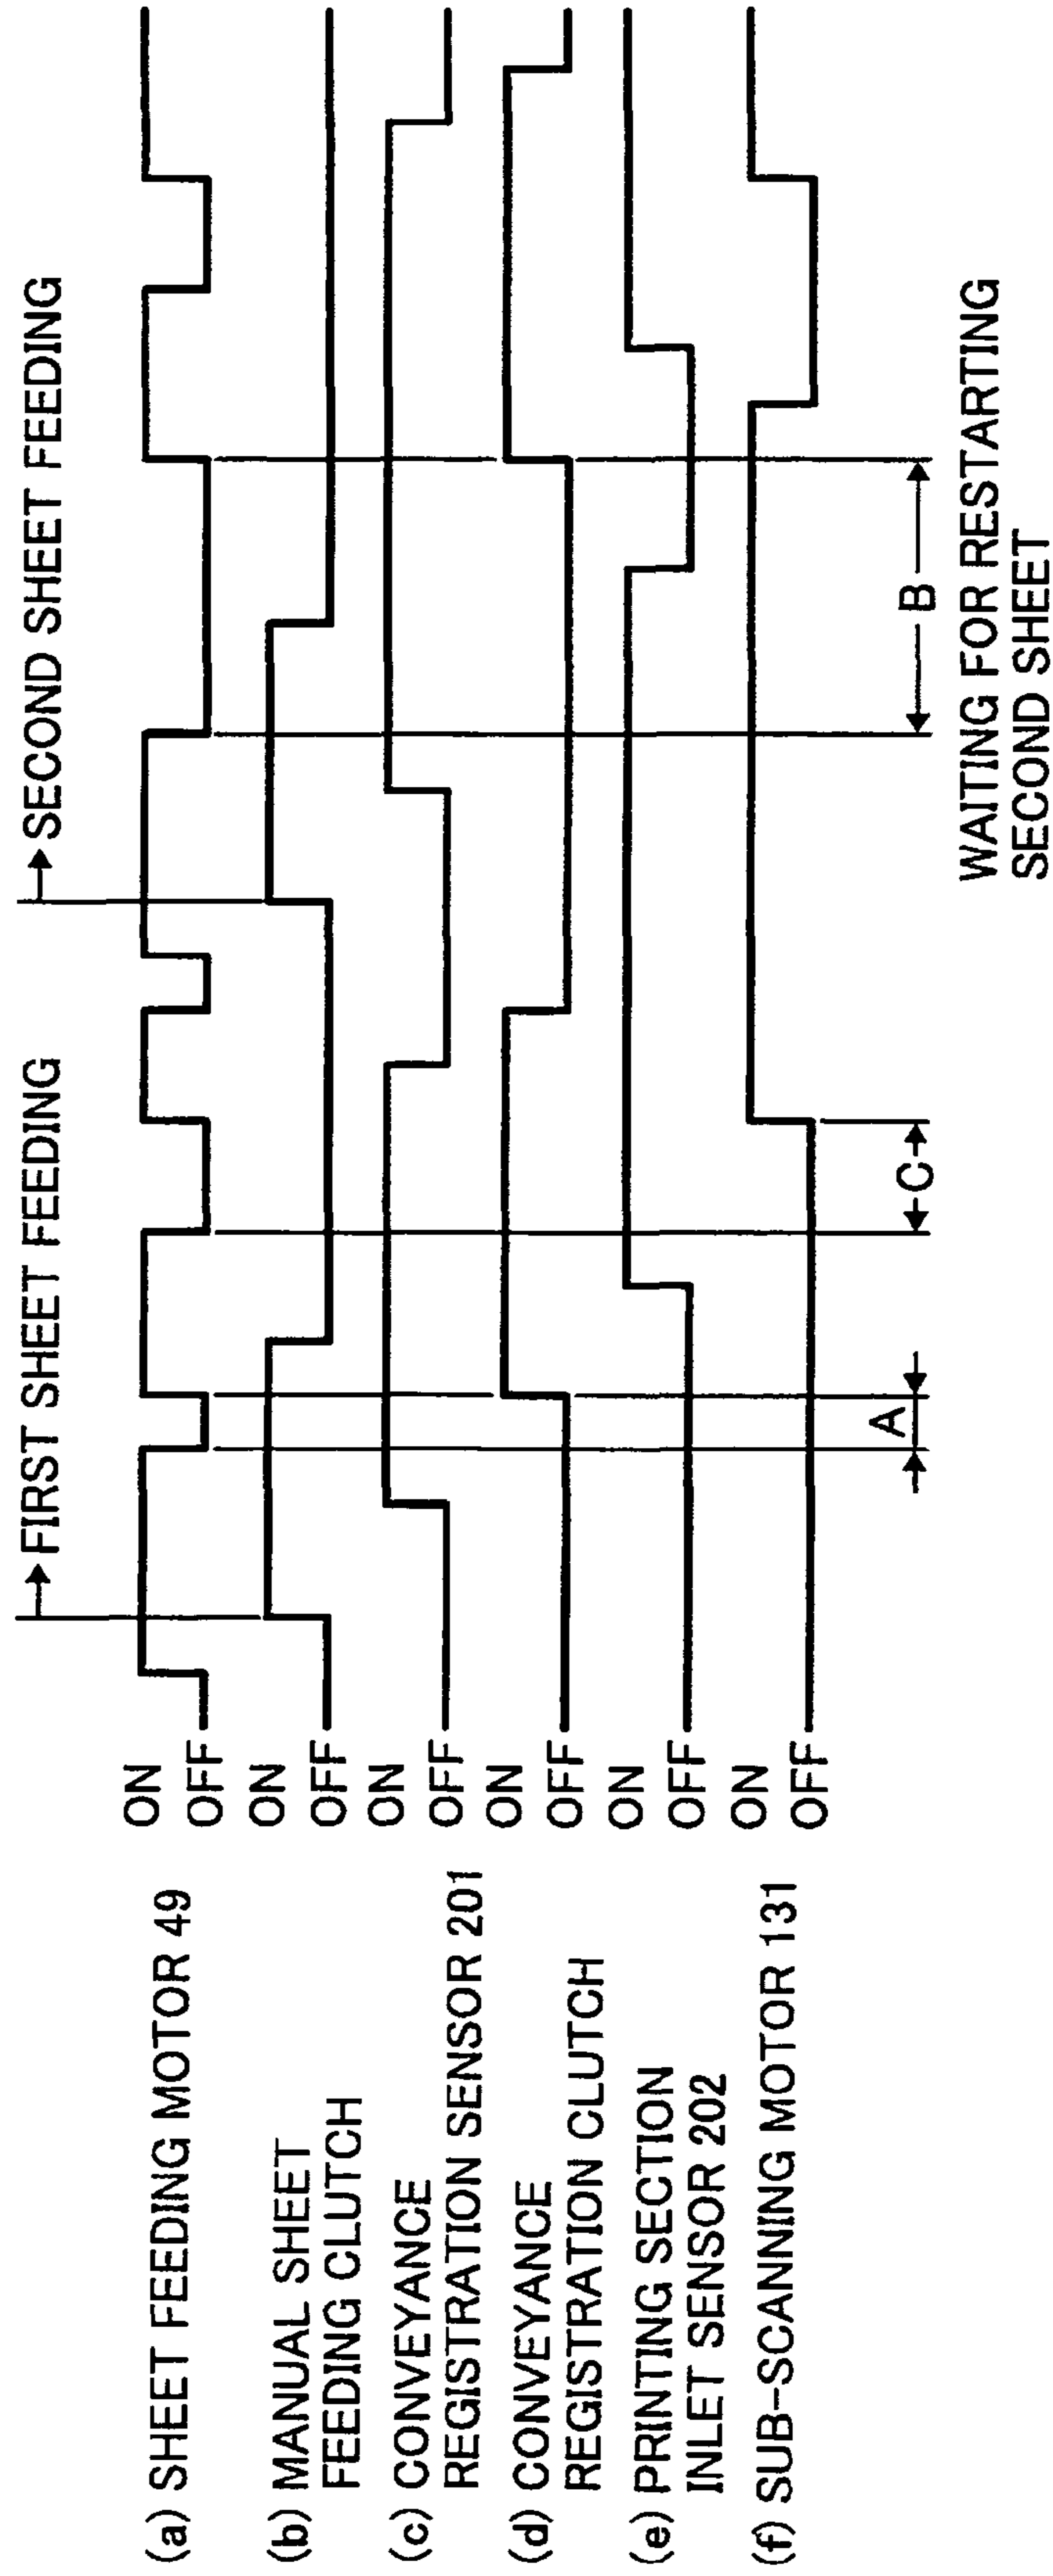 FIRST SHEET FEEDING
SECOND SHEET FEEDING
(a) SHEET FEEDING MOTOR 49
ON
OFF
(b) MANUAL SHEET
FEEDING CLUTCH
ON
OFF
(c) CONVEYANCE
REGISTRATION SENSOR 201
ON
OFF
(d) CONVEYANCE
REGISTRATION CLUTCH
ON
OFF
(e) PRINTING SECTION
INLET SENSOR 202
ON
OFF
(f) SUB-SCANNING MOTOR 131
ON
OFF
A
C
B
WAITING FOR RESTARTING
SECOND SHEET